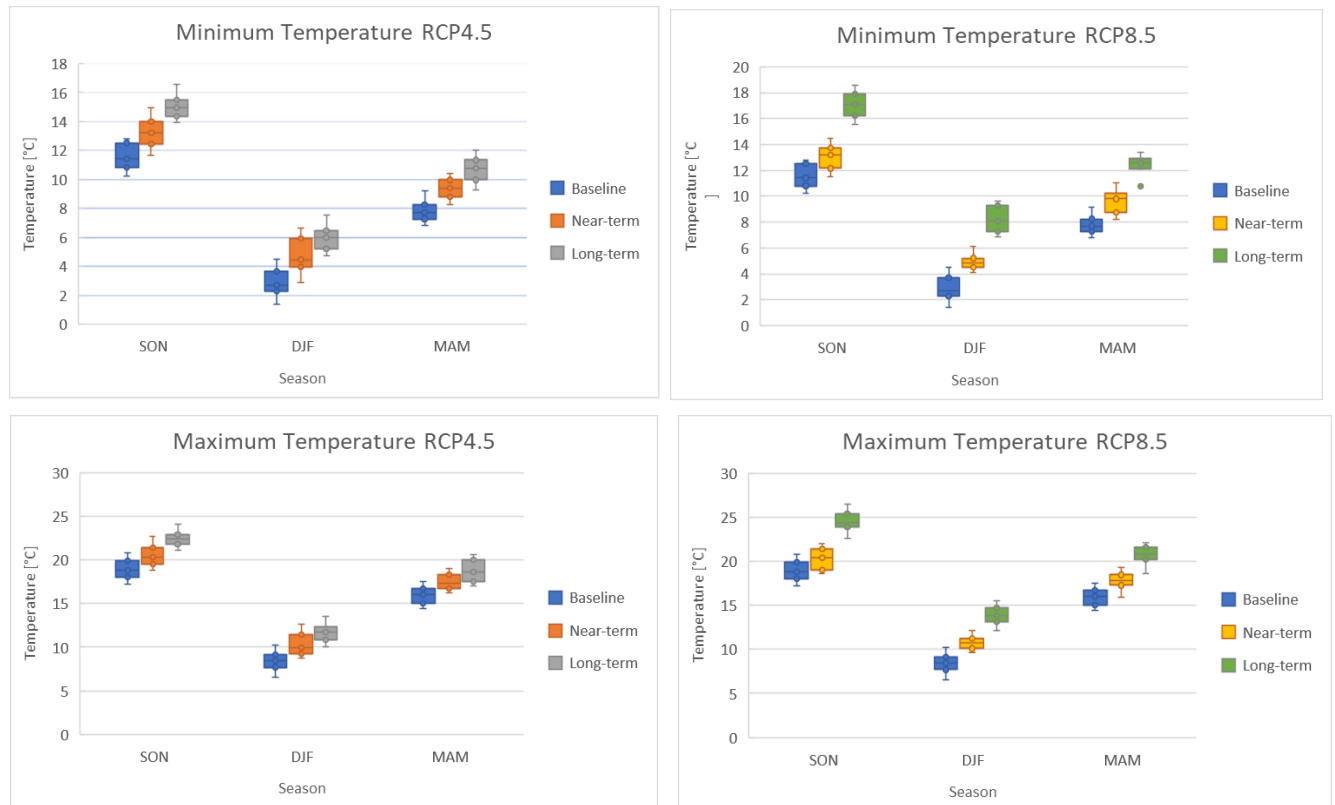 Minimum Temperature RCP4.5
18
16
14
12
10
8
6
4
2
0
Temperature [°C]
SON
DJF
MAM
Season
Baseline
Near-term
Long-term
Minimum Temperature RCP8.5
20
18
16
14
12
10
8
6
4
2
0
Temperature [°C
]
SON
DJF
MAM
Season
Baseline
Near-term
Long-term
Maximum Temperature RCP4.5
30
25
20
15
10
5
0
Temperature [°C]
SON
DJF
MAM
Season
Baseline
Near-term
Long-term
Maximum Temperature RCP8.5
30
25
20
15
10
5
0
Temperature [°C]
SON
DJF
MAM
Season
Baseline
Near-term
Long-term